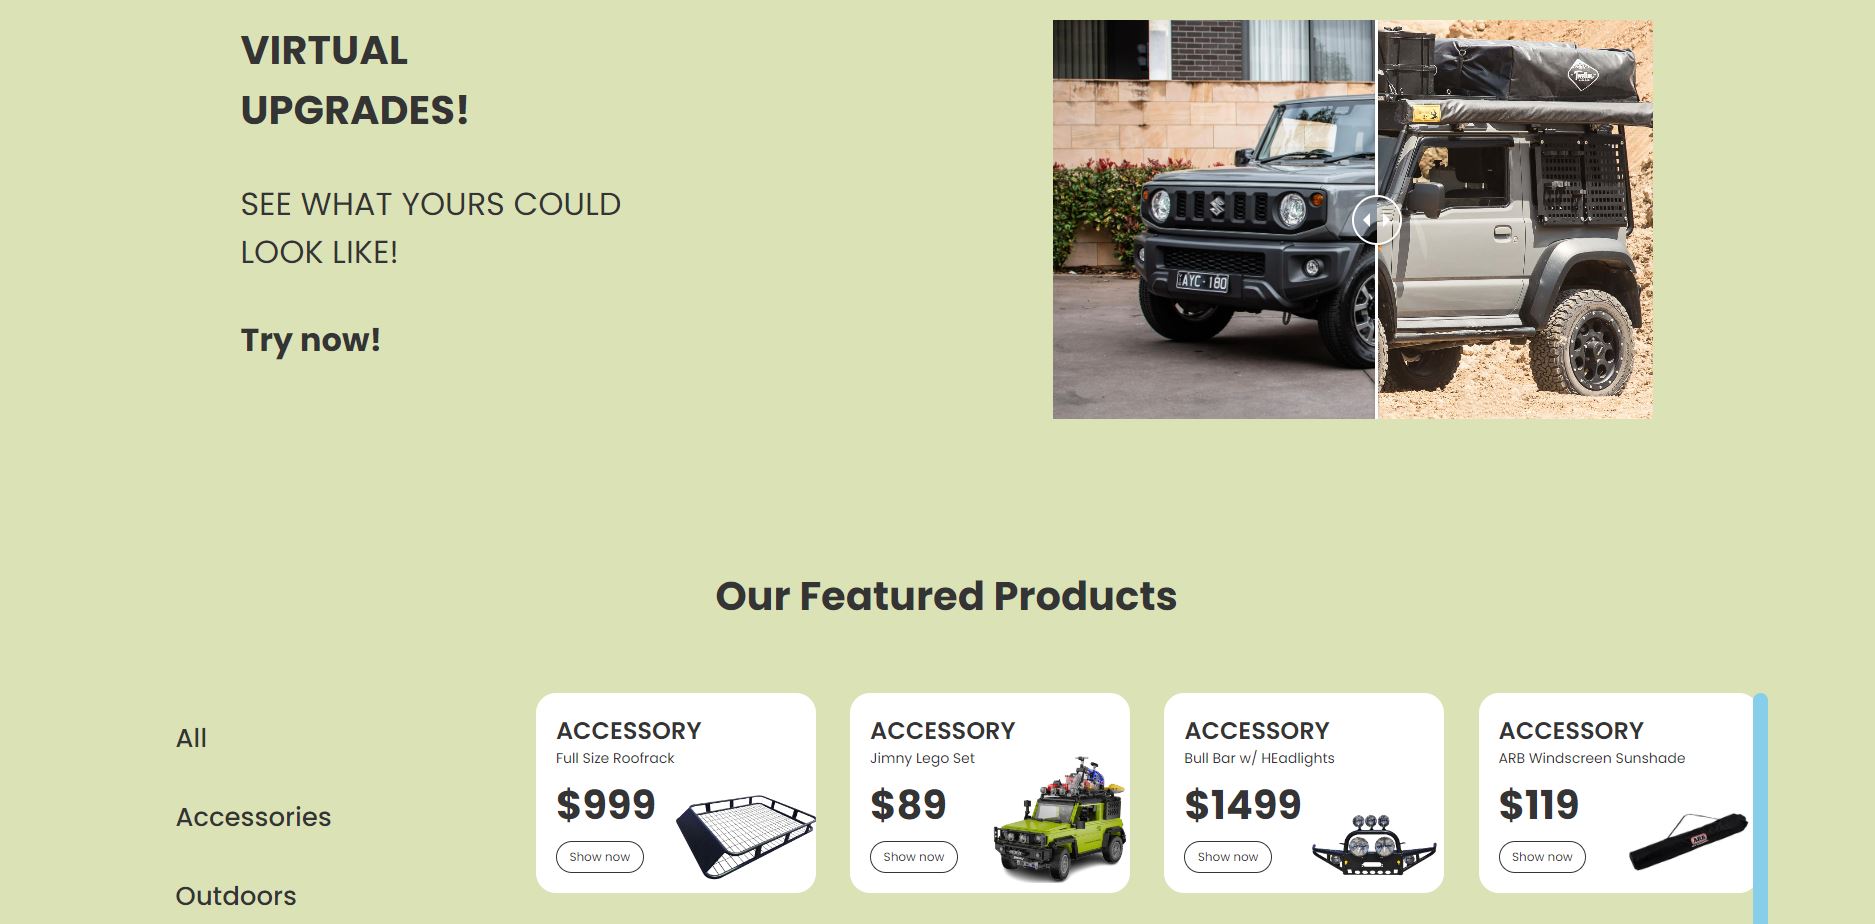 VIRTUAL
UPGRADES!
SEE WHAT YOURS COULD
LOOK LIKE!
Try now!
AYC·180
Our Featured Products
All
Accessories
Outdoors
ACCESSORY
Full Size Roofrack
$999
Show now
ACCESSORY
Jimny Lego Set
$89
Show now
ACCESSORY
Bull Bar w/ HEadlights
$1499
Show now
ACCESSORY
ARB Windscreen Sunshade
$119
Show now
ARB